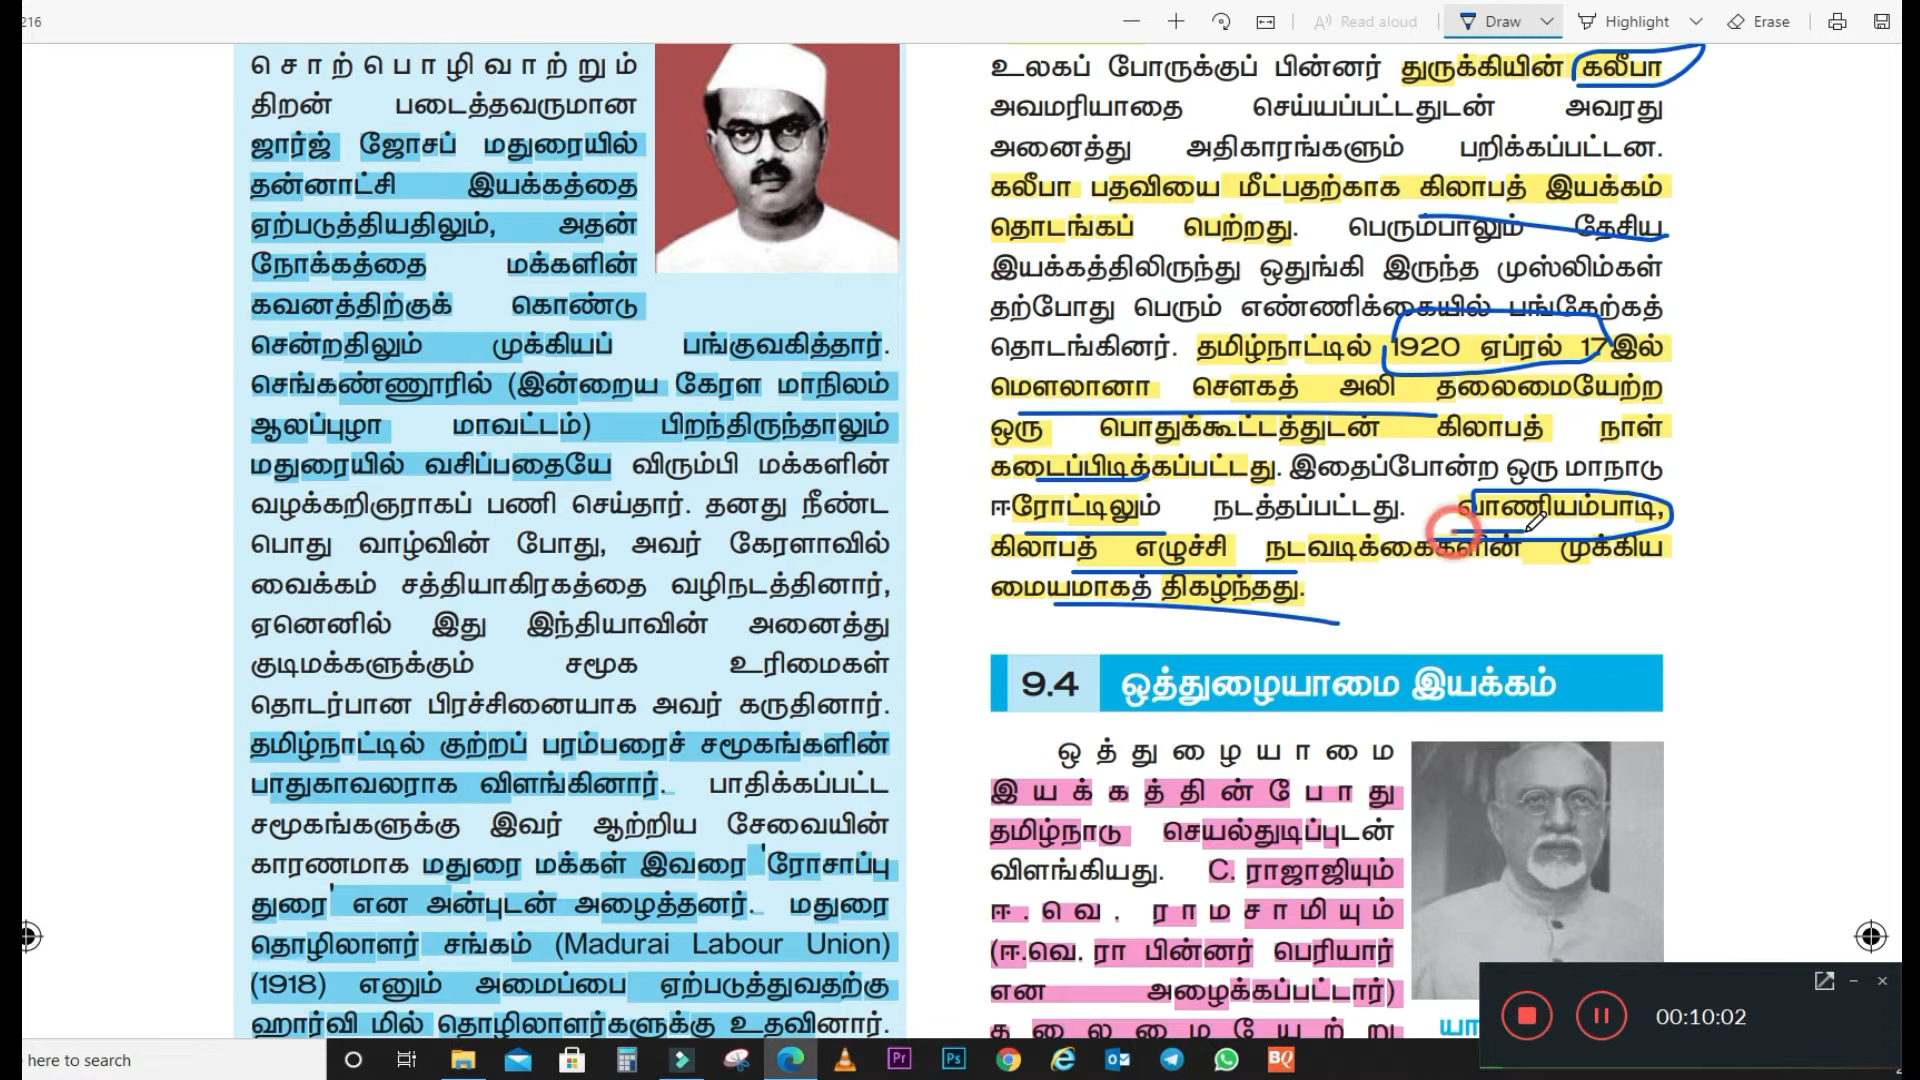 216
Read aloud
Draw
Highlight
Erase
சொற்பொழிவாற்றும்
திறன் படைத்தவருமான
ஜார்ஜ் ஜோசப் மதுரையில்
தன்னாட்சி இயக்கத்தை
ஏற்படுத்தியதிலும், அதன்
நோக்கத்தை மக்களின்
கவனத்திற்குக் கொண்டு
சென்றதிலும் முக்கியப் பங்குவகித்தார்.
செங்கண்ணூரில் (இன்றைய கேரள மாநிலம்
ஆலப்புழா மாவட்டம்) பிறந்திருந்தாலும்
மதுரையில் வசிப்பதையே விரும்பி மக்களின்
வழக்கறிஞராகப் பணி செய்தார். தனது நீண்ட
பொது வாழ்வின் போது, அவர் கேரளாவில்
வைக்கம் சத்தியாகிரகத்தை வழிநடத்தினார்,
ஏனெனில் இது இந்தியாவின் அனைத்து
குடிமக்களுக்கும் சமூக உரிமைகள்
தொடர்பான பிரச்சினையாக அவர் கருதினார்.
தமிழ்நாட்டில் குற்றப் பரம்பரைச் சமூகங்களின்
பாதுகாவலராக விளங்கினார். பாதிக்கப்பட்ட
சமூகங்களுக்கு இவர் ஆற்றிய சேவையின்
காரணமாக மதுரை மக்கள் இவரை 'ரோசாப்பு
துரை' என அன்புடன் அழைத்தனர். மதுரை
தொழிலாளர் சங்கம் (Madurai Labour Union)
(1918) எனும் அமைப்பை ஏற்படுத்துவதற்கு
ஹார்வி மில் தொழிலாளர்களுக்கு உதவினார்.
உலகப் போருக்குப் பின்னர் துருக்கியின் கலீபா
அவமரியாதை செய்யப்பட்டதுடன் அவரது
அனைத்து அதிகாரங்களும் பறிக்கப்பட்டன.
கலீபா பதவியை மீட்பதற்காக கிலாபத் இயக்கம்
தொடங்கப் பெற்றது. பெரும்பாலும் தேசிய
இயக்கத்திலிருந்து ஒதுங்கி இருந்த முஸ்லிம்கள்
தற்போது பெரும் எண்ணிக்கையில் பங்கேற்கத்
தொடங்கினர். தமிழ்நாட்டில் 1920 ஏப்ரல் 17இல்
மௌலானா சௌகத் அலி தலைமையேற்ற
ஒரு பொதுக்கூட்டத்துடன் கிலாபத் நாள்
கடைப்பிடிக்கப்பட்டது. இதைப்போன்ற ஒரு மாநாடு
ஈரோட்டிலும் நடத்தப்பட்டது. வாணியம்பாடி,
கிலாபத் எழுச்சி நடவடிக்கைகளின் முக்கிய
மையமாகத் திகழ்ந்தது.
9.4 ஒத்துழையாமை இயக்கம்
ஒத்துழையாமை
இயக்கத்தின்போது
தமிழ்நாடு செயல்துடிப்புடன்
விளங்கியது. C. ராஜாஜியும்
ஈ.வெ. ராமசாமியும்
(ஈ.வெ. ரா பின்னர் பெரியார்
என அழைக்கப்பட்டார்)
தலைமையேற்று
யா
00:10:02
here to search
Pr
Ps
BQ